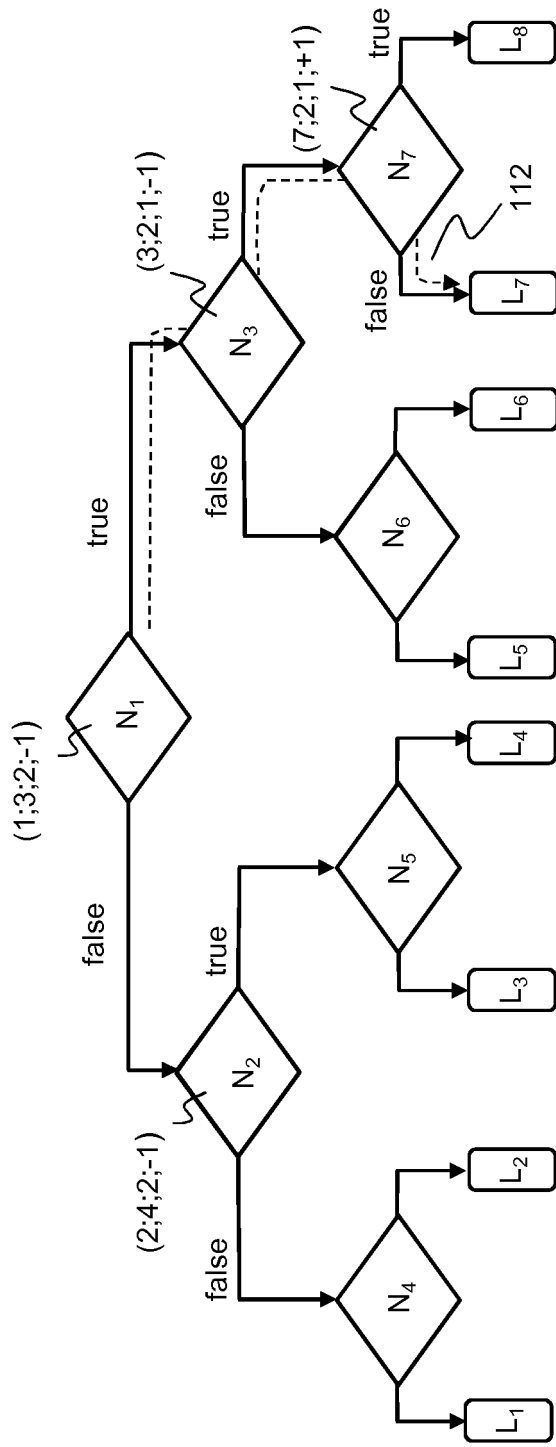 (1;3;2;-1)
N1
false
true
(2;4;2;-1)
(3;2;1;-1)
N2
N3
false
true
false
true
(7;2;1;+1)
N4
N5
N6
N7
false
true
112
L1
L2
L3
L4
L5
L6
L7
L8